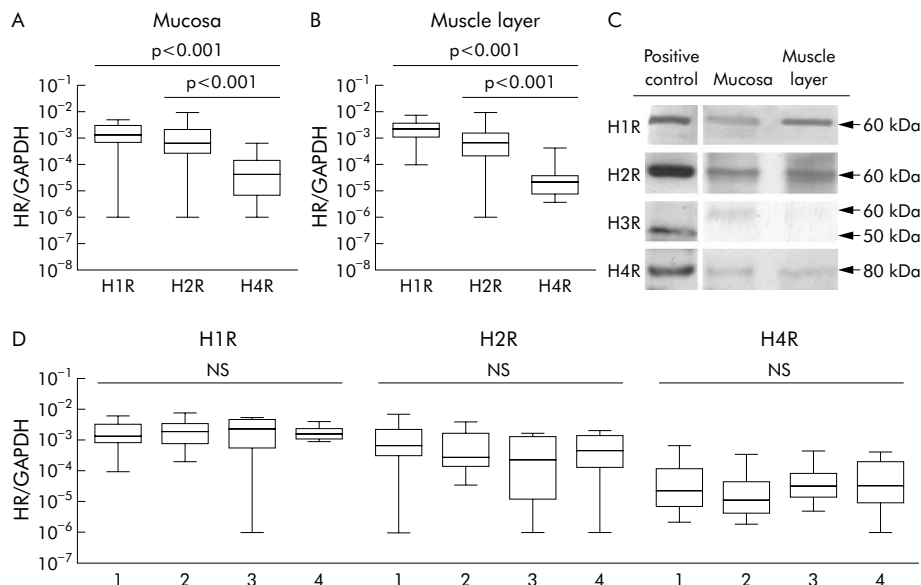 A
Mucosa
p<0.001
p<0.001
HR/GAPDH
10⁻¹
10⁻²
10⁻³
10⁻⁴
10⁻⁵
10⁻⁶
10⁻⁷
10⁻⁸
H1R H2R H4R
B
Muscle layer
p<0.001
p<0.001
HR/GAPDH
10⁻¹
10⁻²
10⁻³
10⁻⁴
10⁻⁵
10⁻⁶
10⁻⁷
10⁻⁸
H1R H2R H4R
C
Positive control
Mucosa
Muscle layer
H1R 60 kDa
H2R 60 kDa
H3R 60 kDa
50 kDa
H4R 80 kDa
D
H1R H2R H4R
NS NS NS
HR/GAPDH
10⁻¹
10⁻²
10⁻³
10⁻⁴
10⁻⁵
10⁻⁶
10⁻⁷
1 2 3 4 1 2 3 4 1 2 3 4